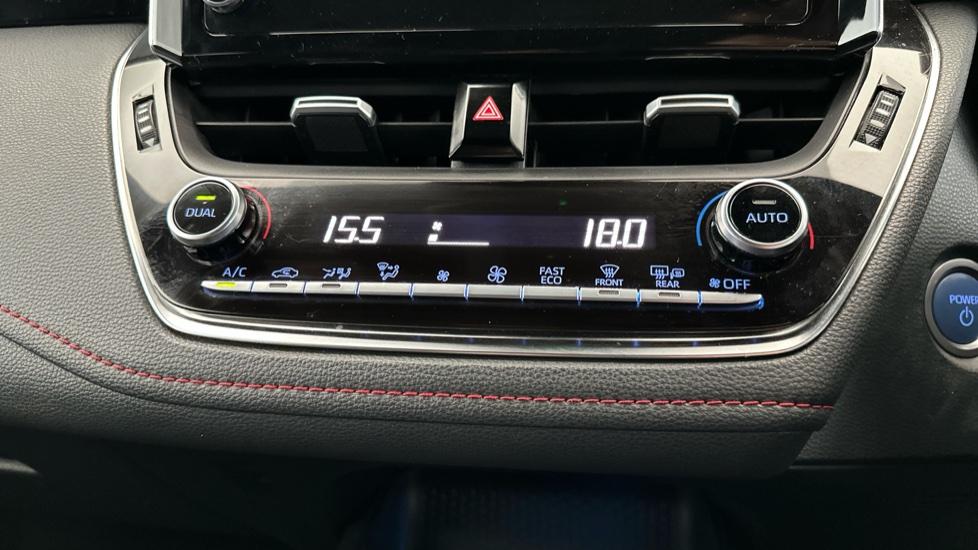 DUAL
15.5
18.0
AUTO
A/C
FAST
ECO
FRONT
REAR
OFF
POWER